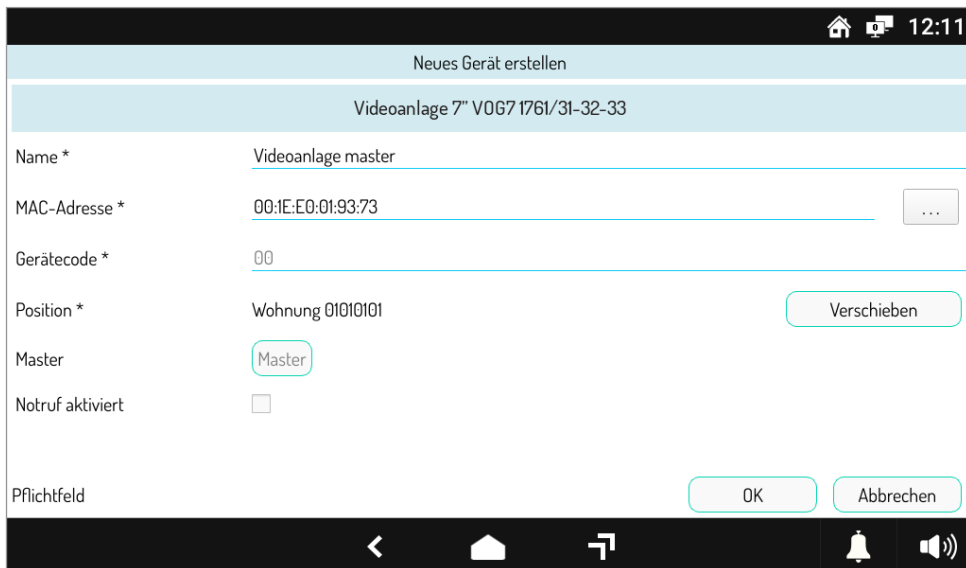 12:11
Neues Gerät erstellen
Videoanlage 7” VOG7 1761/31-32-33
Name * Videoanlage master
MAC-Adresse * 00:1E:E0:01:93:73 ...
Gerätecode * 00
Position * Wohnung 01010101 Verschieben
Master Master
Notruf aktiviert
Pflichtfeld OK Abbrechen